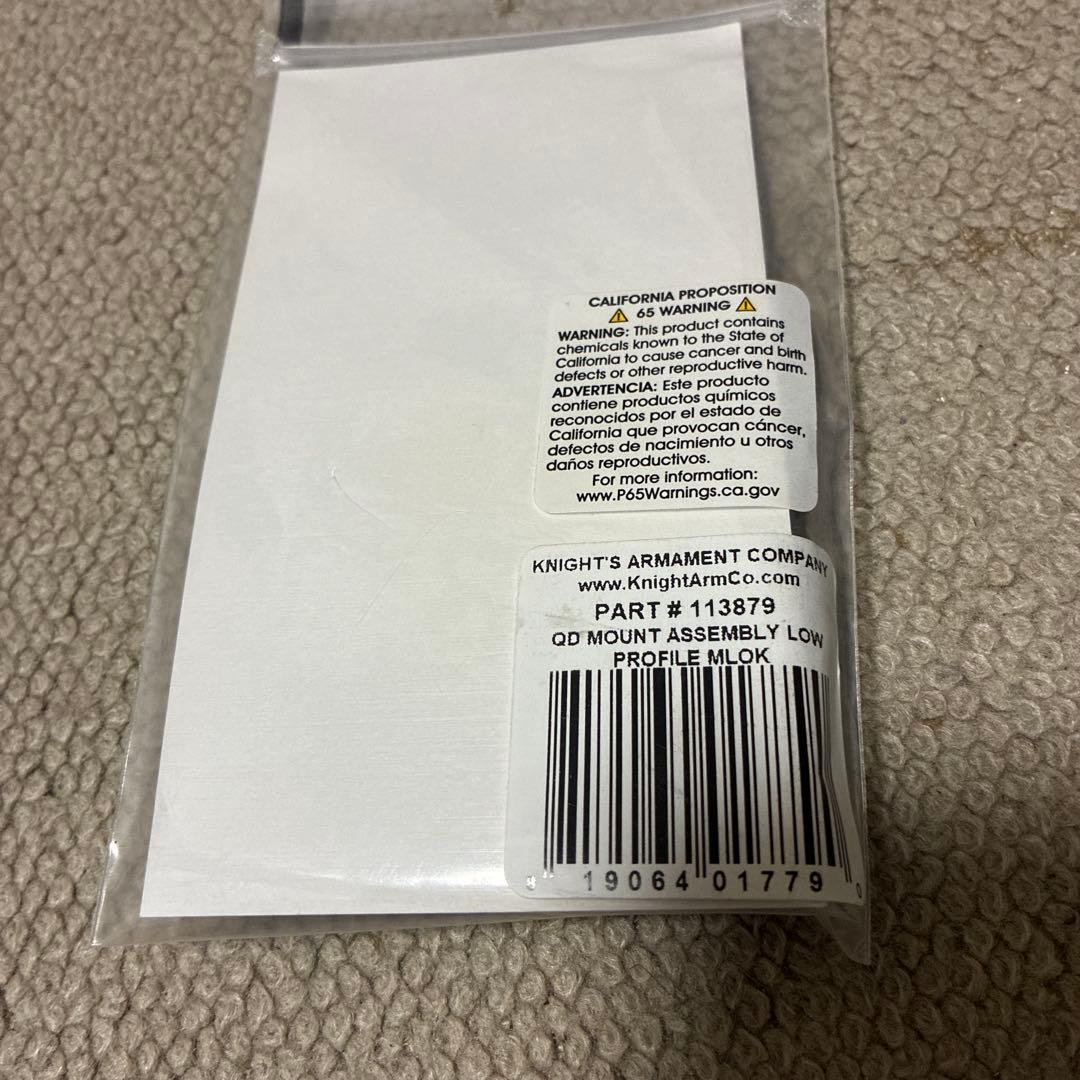 CALIFORNIA PROPOSITION
65 WARNING
WARNING: This product contains
chemicals known to the State of
California to cause cancer and birth
defects or other reproductive harm.
ADVERTENCIA: Este producto
contiene productos químicos
reconocidos por el estado de
California que provocan cáncer,
defectos de nacimiento u otros
daños reproductivos.
For more information:
www.P65Warnings.ca.gov
KNIGHT'S ARMAMENT COMPANY
www.KnightArmCo.com
PART # 113879
QD MOUNT ASSEMBLY LOW
PROFILE MLOK
19064 01779 0